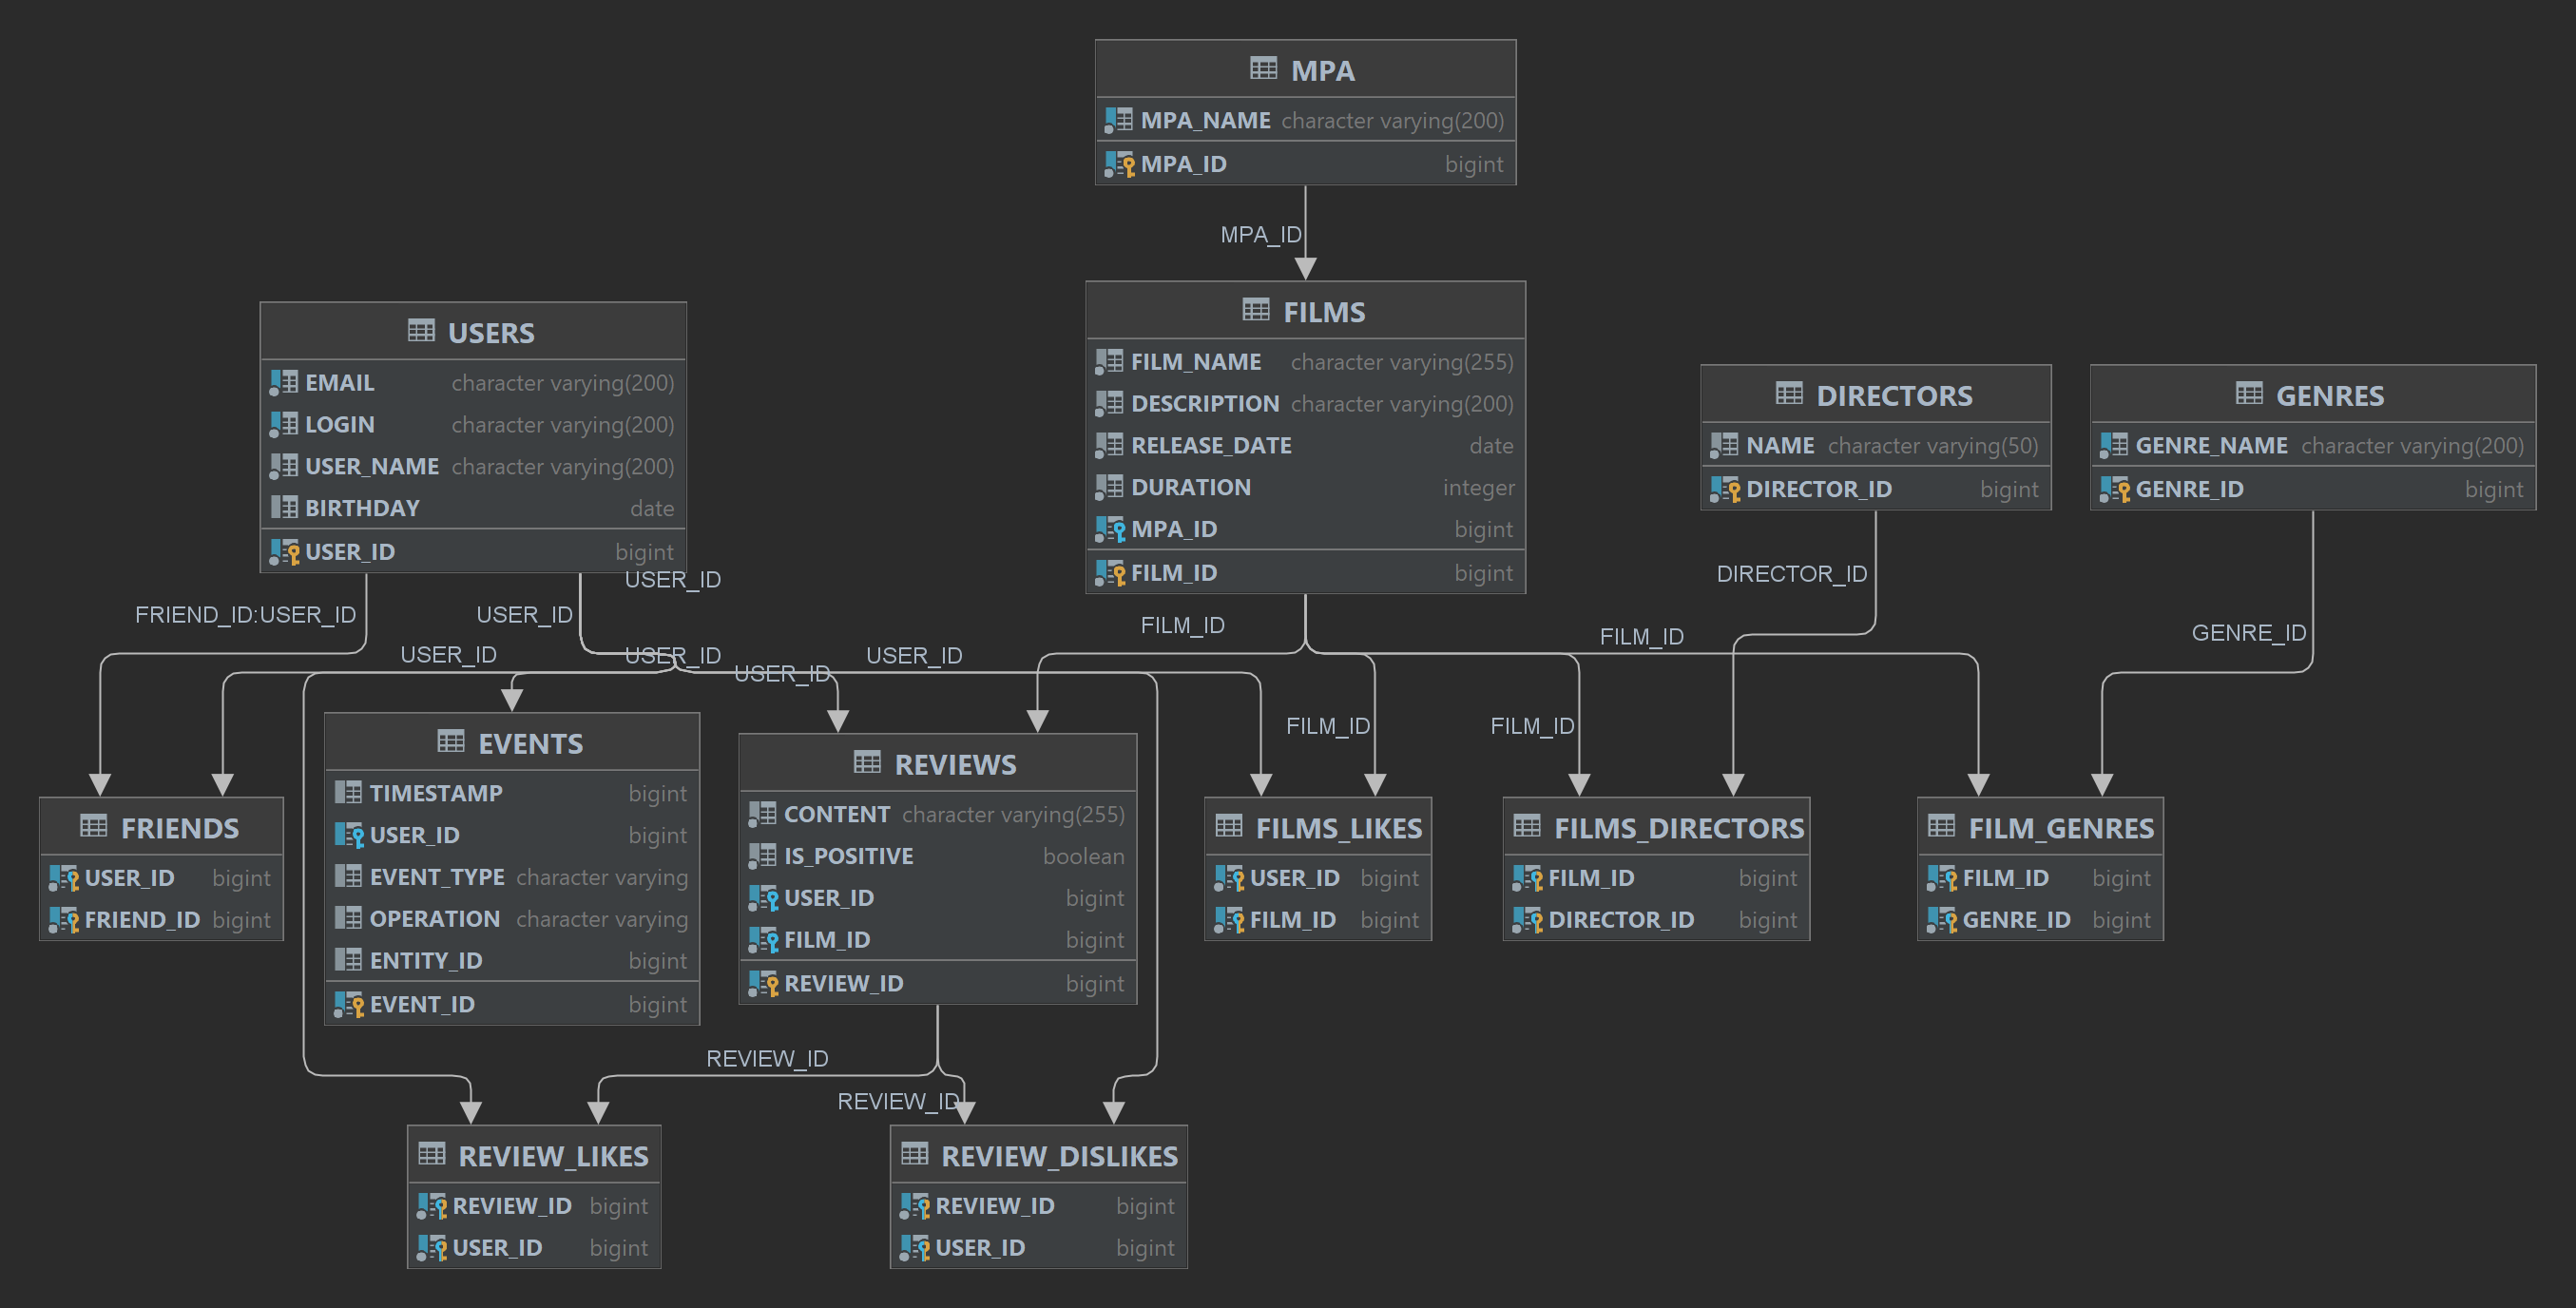 MPA
MPA_NAME character varying(200)
MPA_ID bigint
MPA_ID
USERS
EMAIL character varying(200)
LOGIN character varying(200)
USER_NAME character varying(200)
BIRTHDAY date
USER_ID bigint
FILMS
FILM_NAME character varying(255)
DESCRIPTION character varying(200)
RELEASE_DATE date
DURATION integer
MPA_ID bigint
FILM_ID bigint
DIRECTORS
NAME character varying(50)
DIRECTOR_ID bigint
GENRES
GENRE_NAME character varying(200)
GENRE_ID bigint
USER_ID
FRIEND_ID:USER_ID
USER_ID
FILM_ID
DIRECTOR_ID
FILM_ID
GENRE_ID
USER_ID
USER_ID
USER_ID
USER_ID
FILM_ID
FILM_ID
FRIENDS
USER_ID bigint
FRIEND_ID bigint
EVENTS
TIMESTAMP bigint
USER_ID bigint
EVENT_TYPE character varying
OPERATION character varying
ENTITY_ID bigint
EVENT_ID bigint
REVIEWS
CONTENT character varying(255)
IS_POSITIVE boolean
USER_ID bigint
FILM_ID bigint
REVIEW_ID bigint
FILMS_LIKES
USER_ID bigint
FILM_ID bigint
FILMS_DIRECTORS
FILM_ID bigint
DIRECTOR_ID bigint
FILM_GENRES
FILM_ID bigint
GENRE_ID bigint
REVIEW_ID
REVIEW_ID
REVIEW_LIKES
REVIEW_ID bigint
USER_ID bigint
REVIEW_DISLIKES
REVIEW_ID bigint
USER_ID bigint